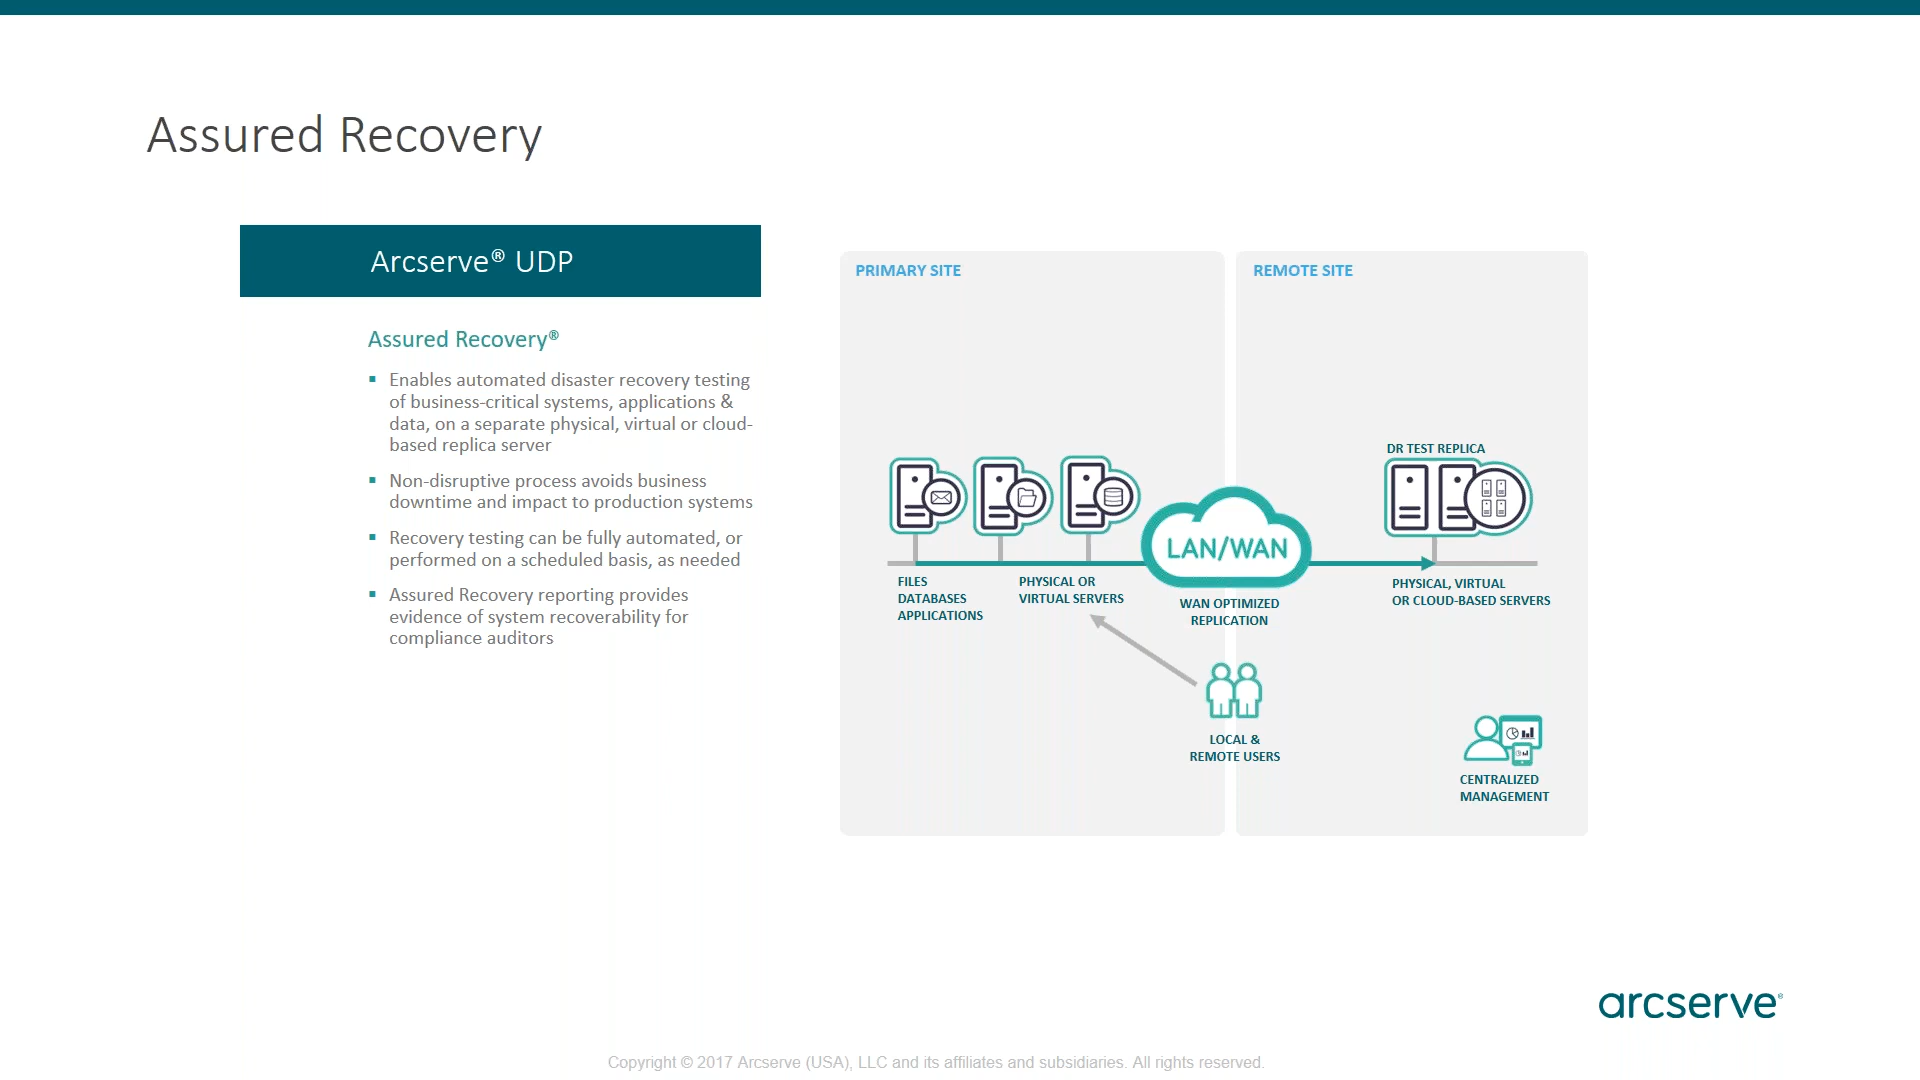 Assured Recovery
Arcserve® UDP
Assured Recovery®
▪ Enables automated disaster recovery testing
of business-critical systems, applications &
data, on a separate physical, virtual or cloud-
based replica server
▪ Non-disruptive process avoids business
downtime and impact to production systems
▪ Recovery testing can be fully automated, or
performed on a scheduled basis, as needed
▪ Assured Recovery reporting provides
evidence of system recoverability for
compliance auditors
PRIMARY SITE
REMOTE SITE
DR TEST REPLICA
LAN/WAN
FILES
DATABASES
APPLICATIONS
PHYSICAL OR
VIRTUAL SERVERS
WAN OPTIMIZED
REPLICATION
PHYSICAL, VIRTUAL
OR CLOUD-BASED SERVERS
LOCAL &
REMOTE USERS
CENTRALIZED
MANAGEMENT
arcserve®
Copyright © 2017 Arcserve (USA), LLC and its affiliates and subsidiaries. All rights reserved.